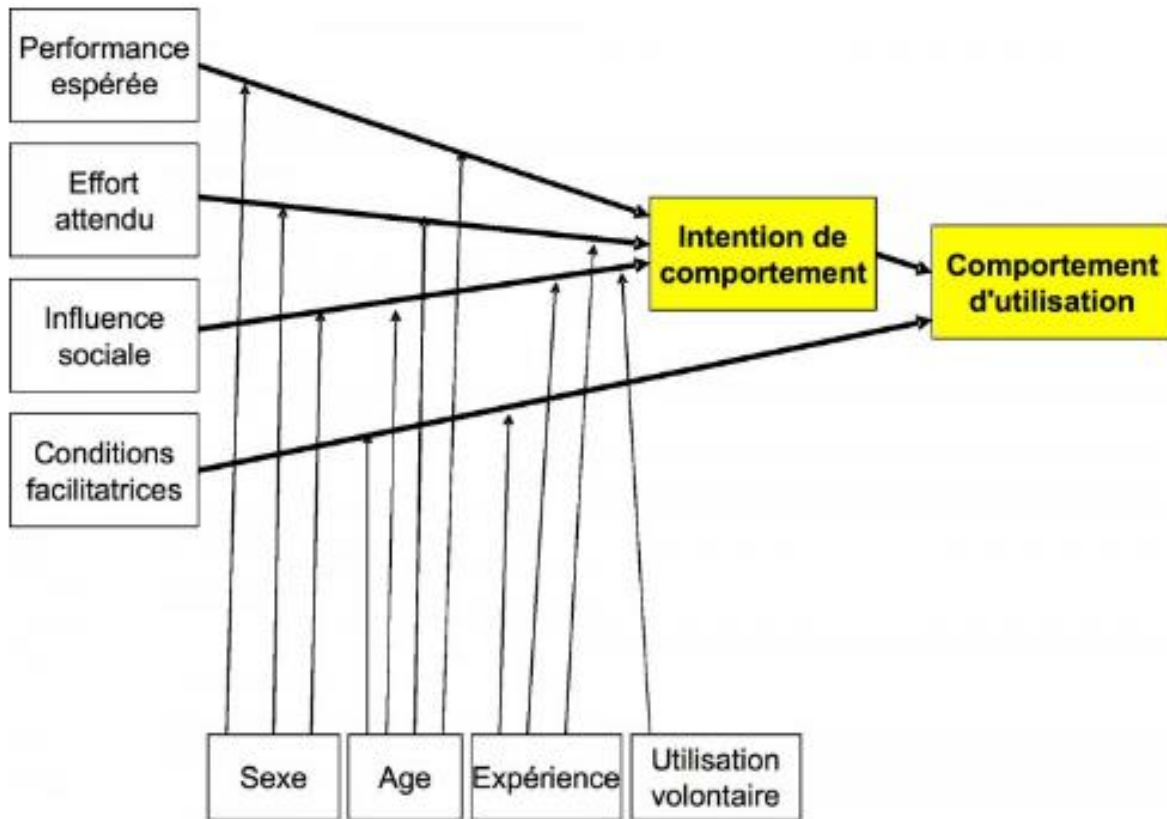 Performance
espérée
Effort
attendu
Influence
sociale
Conditions
facilitatrices
Intention de
comportement
Comportement
d'utilisation
Sexe
Age
Expérience
Utilisation
volontaire